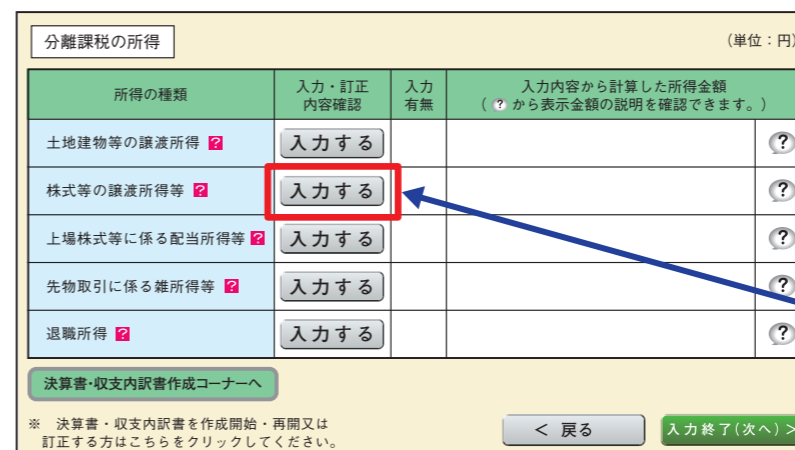 分離課税の所得
(単位：円)
所得の種類 入力・訂正内容確認 入力有無 入力内容から計算した所得金額
( ? から表示金額の説明を確認できます。)
土地建物等の譲渡所得 ? 入力する ?
株式等の譲渡所得等 ? 入力する ?
上場株式等に係る配当所得等 ? 入力する ?
先物取引に係る雑所得等 ? 入力する ?
退職所得 ? 入力する ?
決算書・収支内訳書作成コーナーへ
※ 決算書・収支内訳書を作成開始・再開又は
訂正する方はこちらをクリックしてください。
< 戻る 入力終了(次へ) >